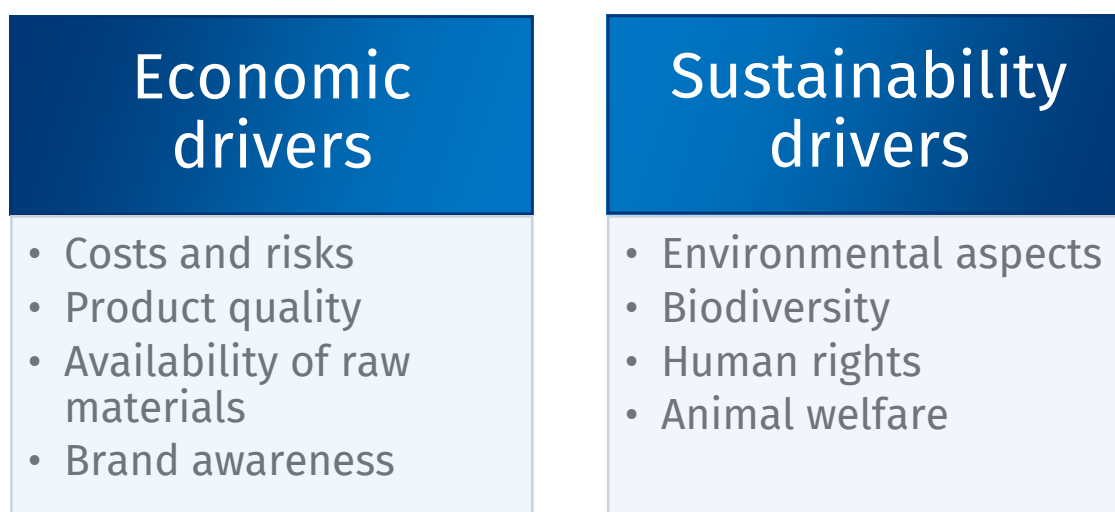 Economic
drivers
• Costs and risks
• Product quality
• Availability of raw
materials
• Brand awareness
Sustainability
drivers
• Environmental aspects
• Biodiversity
• Human rights
• Animal welfare